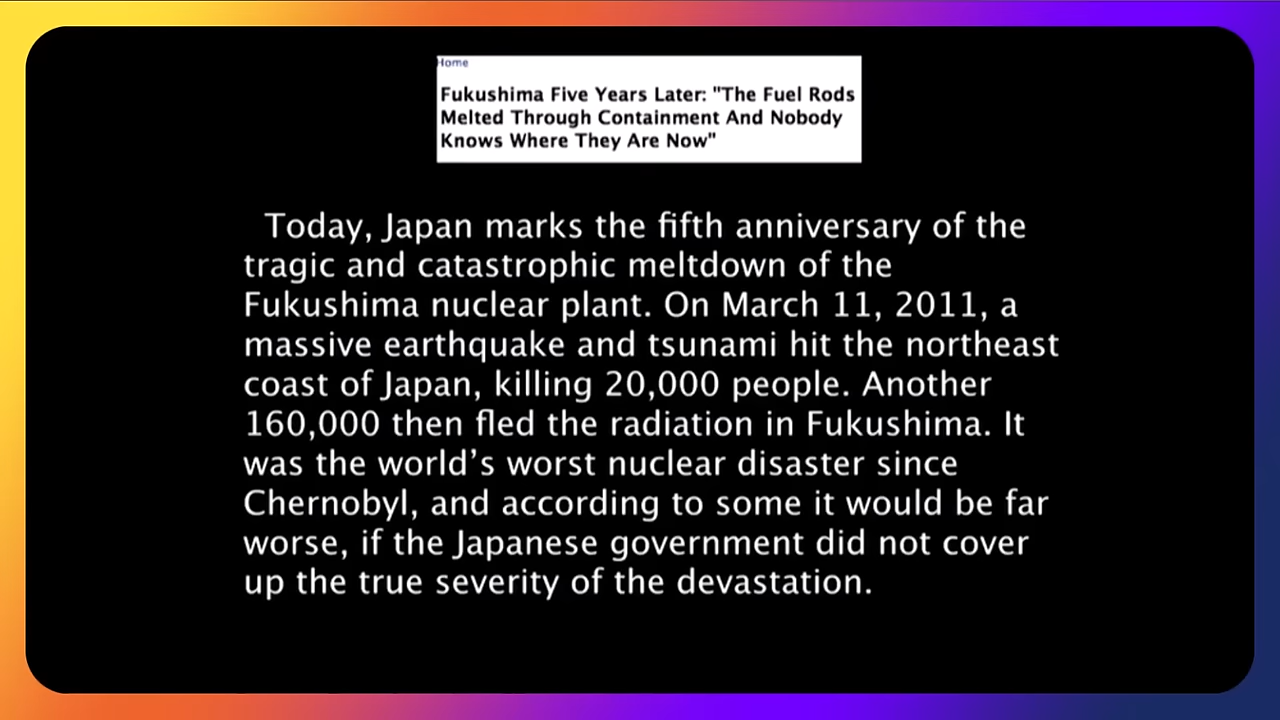 Home
Fukushima Five Years Later: "The Fuel Rods
Melted Through Containment And Nobody
Knows Where They Are Now"
Today, Japan marks the fifth anniversary of the
tragic and catastrophic meltdown of the
Fukushima nuclear plant. On March 11, 2011, a
massive earthquake and tsunami hit the northeast
coast of Japan, killing 20,000 people. Another
160,000 then fled the radiation in Fukushima. It
was the world’s worst nuclear disaster since
Chernobyl, and according to some it would be far
worse, if the Japanese government did not cover
up the true severity of the devastation.